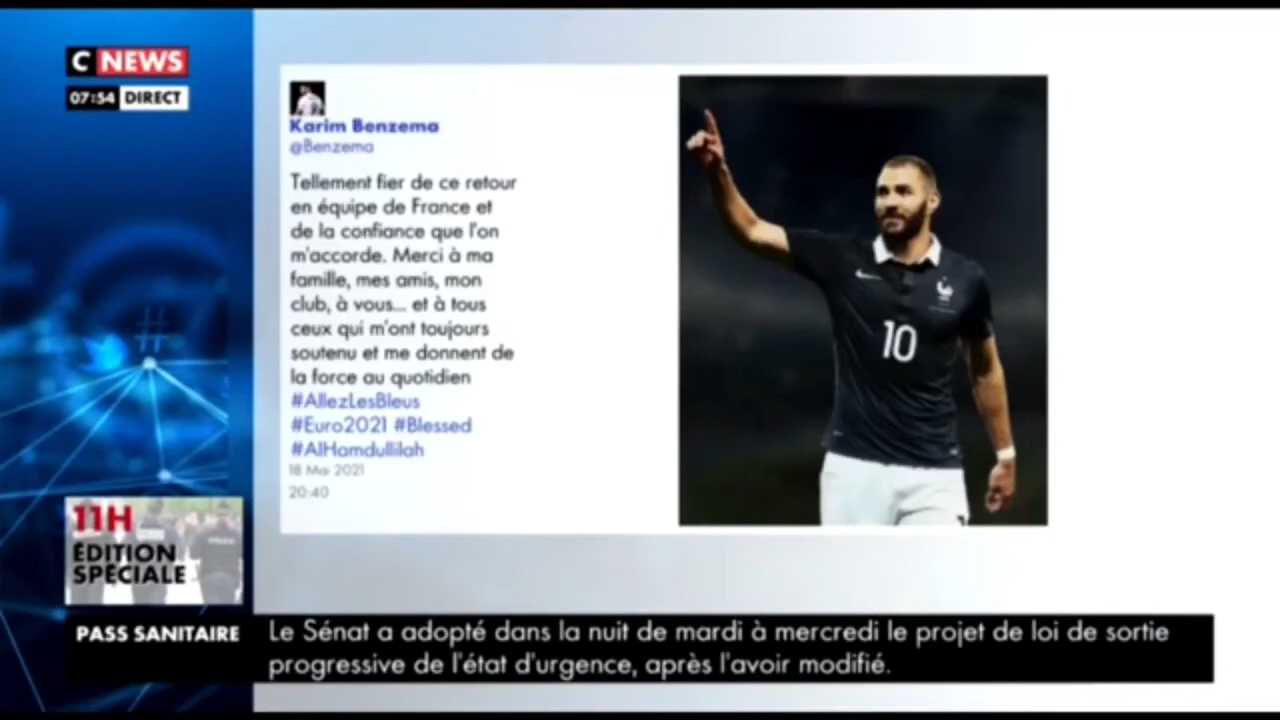 C NEWS
07:54 DIRECT
Karim Benzema
@Benzema
Tellement fier de ce retour
en équipe de France et
de la confiance que l'on
m'accorde. Merci à ma
famille, mes amis, mon
club, à vous... et à tous
ceux qui m'ont toujours
soutenu et me donnent de
la force au quotidien
#AllezLesBleus
#Euro2021 #Blessed
#AlHamdullilah
18 Mai 2021
20:40
10
11H
ÉDITION
SPÉCIALE
PASS SANITAIRE
Le Sénat a adopté dans la nuit de mardi à mercredi le projet de loi de sortie
progressive de l'état d'urgence, après l'avoir modifié.